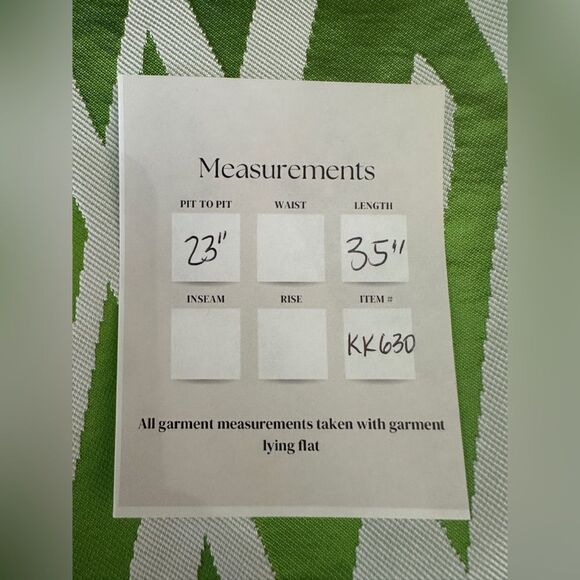 Measurements
PIT TO PIT WAIST LENGTH
23" 35"
INSEAM RISE ITEM #
KK630
All garment measurements taken with garment
lying flat